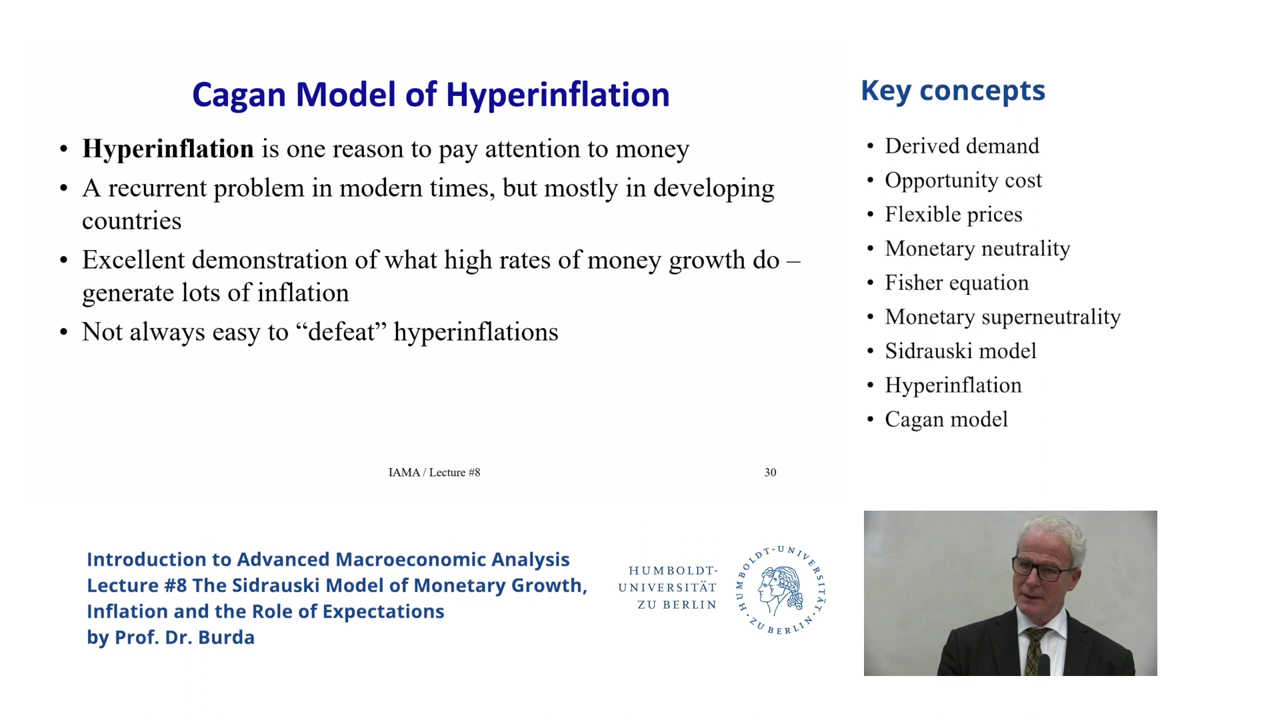 Cagan Model of Hyperinflation
• Hyperinflation is one reason to pay attention to money
• A recurrent problem in modern times, but mostly in developing
countries
• Excellent demonstration of what high rates of money growth do –
generate lots of inflation
• Not always easy to “defeat” hyperinflations
IAMA / Lecture #8
30
Key concepts
• Derived demand
• Opportunity cost
• Flexible prices
• Monetary neutrality
• Fisher equation
• Monetary superneutrality
• Sidrauski model
• Hyperinflation
• Cagan model
Introduction to Advanced Macroeconomic Analysis
Lecture #8 The Sidrauski Model of Monetary Growth,
Inflation and the Role of Expectations
by Prof. Dr. Burda
HUMBOLDT-
UNIVERSITÄT
ZU BERLIN
HUMBOLDT-UNIVERSITÄT
ZU BERLIN